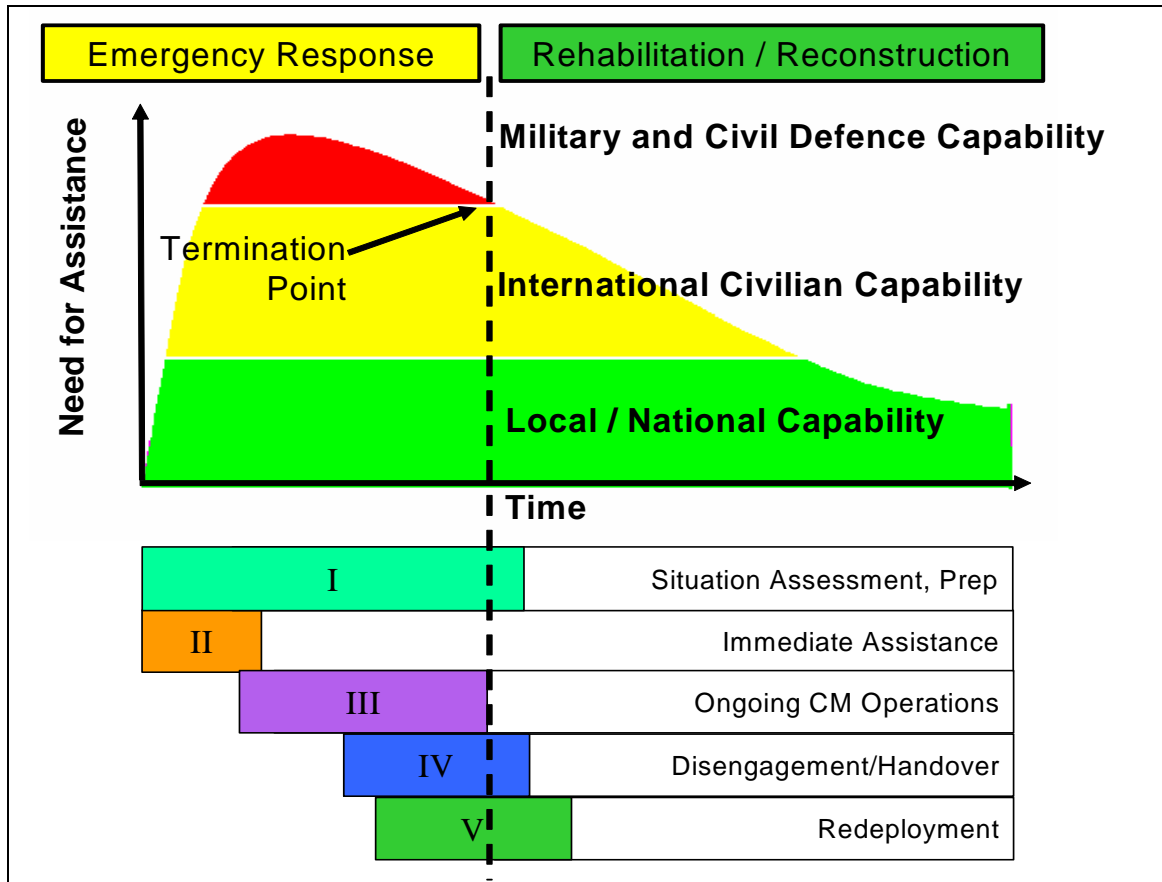 Emergency Response
Rehabilitation / Reconstruction
Need for Assistance
Military and Civil Defence Capability
Termination
Point
International Civilian Capability
Local / National Capability
Time
I
Situation Assessment, Prep
II
Immediate Assistance
III
Ongoing CM Operations
IV
Disengagement/Handover
V
Redeployment